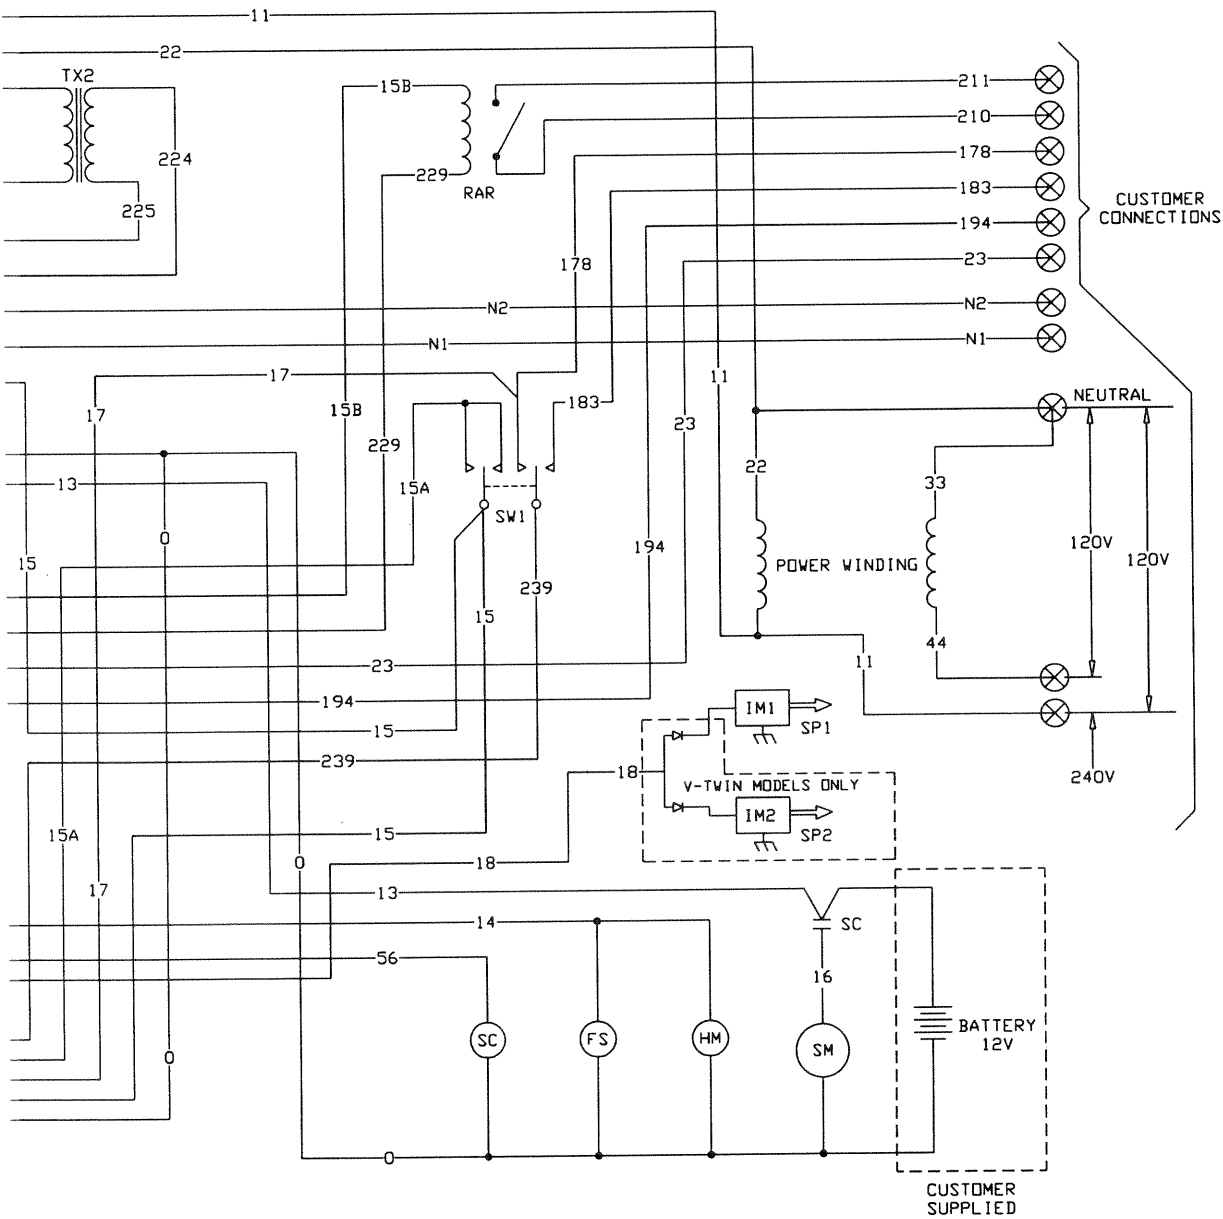 11
22
TX2
15B
211
210
224
178
229
RAR
183
CUSTOMER
CONNECTIONS
225
194
178
23
N2
N2
N1
N1
17
11
NEUTRAL
17
15B
183
23
229
22
13
15A
33
SW1
0
194
120V
120V
15
POWER WINDING
239
15
44
23
11
194
IM1
SP1
15
239
18
240V
V-TWIN MODELS ONLY
IM2
SP2
15A
15
0
18
17
13
14
SC
56
16
SC
FS
HM
SM
BATTERY
12V
0
0
CUSTOMER
SUPPLIED